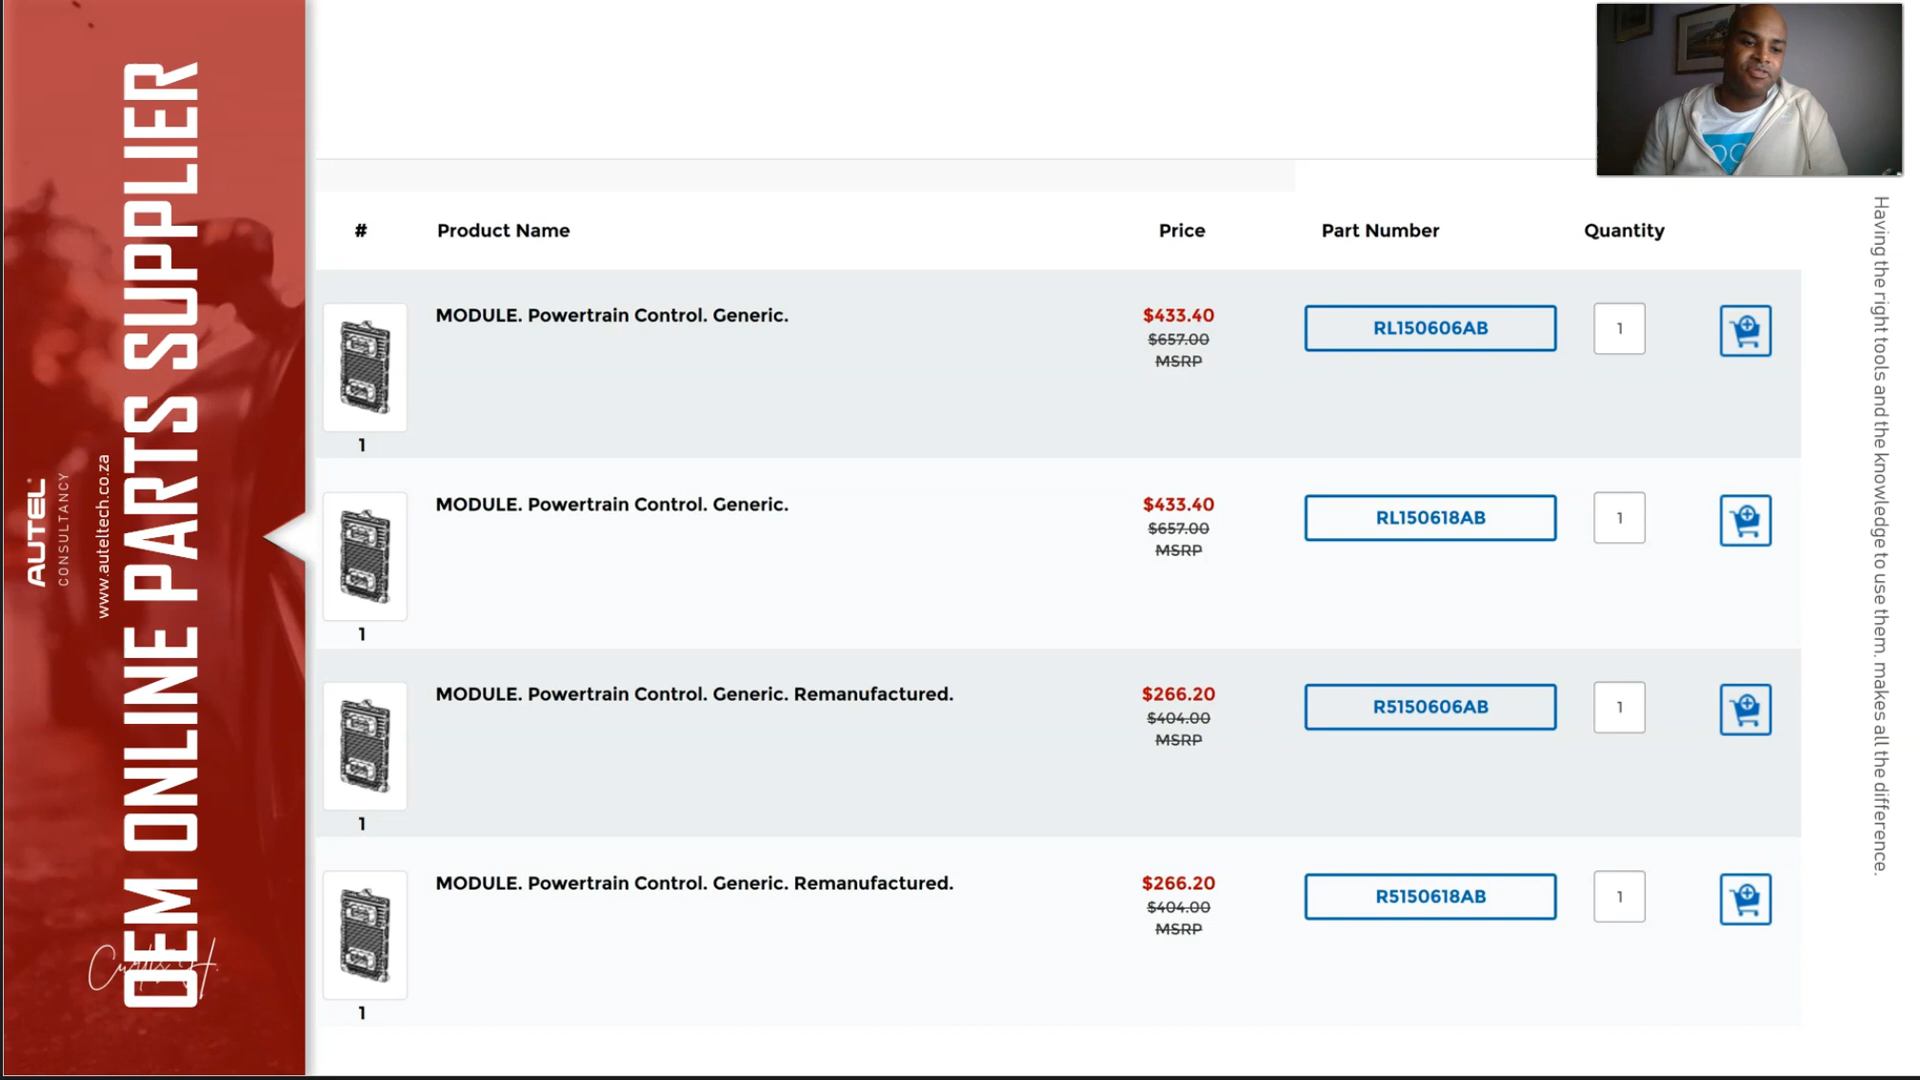 OEM ONLINE PARTS SUPPLIER
AUTEL
CONSULTANCY
www.auteltech.co.za
Curtis H.
# Product Name Price Part Number Quantity
MODULE. Powertrain Control. Generic. $433.40 RL150606AB 1
$657.00
MSRP
1
MODULE. Powertrain Control. Generic. $433.40 RL150618AB 1
$657.00
MSRP
1
MODULE. Powertrain Control. Generic. Remanufactured. $266.20 R5150606AB 1
$404.00
MSRP
1
MODULE. Powertrain Control. Generic. Remanufactured. $266.20 R5150618AB 1
$404.00
MSRP
1
Having the right tools and the knowledge to use them. makes all the difference.